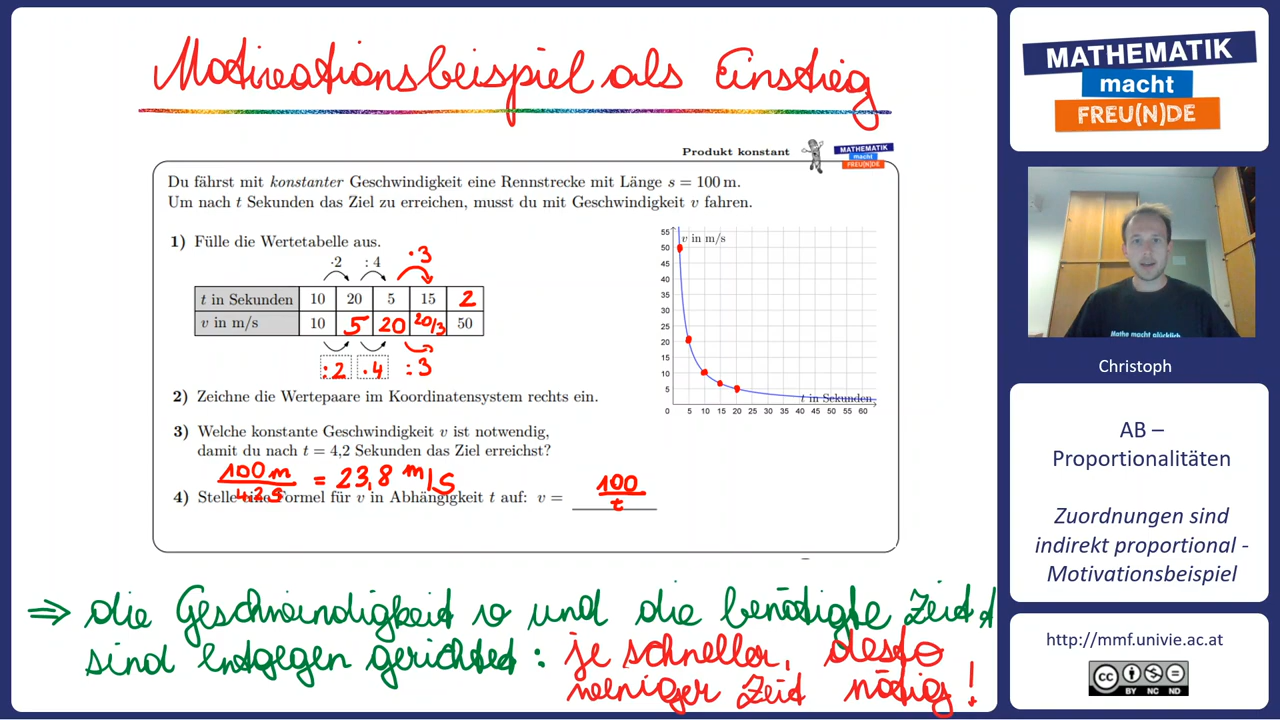 Motivationsbeispiel als Einstieg
Produkt konstant
MATHEMATIK
macht
FREU(N)DE
Du fährst mit konstanter Geschwindigkeit eine Rennstrecke mit Länge s = 100 m.
Um nach t Sekunden das Ziel zu erreichen, musst du mit Geschwindigkeit v fahren.
1) Fülle die Wertetabelle aus.
·2 :4 ·3
t in Sekunden 10 20 5 15 2
v in m/s 10 5 20 20/3 50
:2 ·4 :3
2) Zeichne die Wertepaare im Koordinatensystem rechts ein.
3) Welche konstante Geschwindigkeit v ist notwendig,
damit du nach t = 4,2 Sekunden das Ziel erreichst?
100 m / 4,2 s = 23,8 m/s
4) Stelle eine Formel für v in Abhängigkeit t auf: v = 100 / t
v in m/s
55
50
45
40
35
30
25
20
15
10
5
t in Sekunden
0 5 10 15 20 25 30 35 40 45 50 55 60
⇒ die Geschwindigkeit v und die benötigte Zeit t
sind entgegen gerichtet: je schneller, desto
weniger Zeit nötig!
MATHEMATIK
macht
FREU(N)DE
Mathe macht glücklich
Christoph
AB –
Proportionalitäten
Zuordnungen sind
indirekt proportional -
Motivationsbeispiel
http://mmf.univie.ac.at
cc
BY NC ND